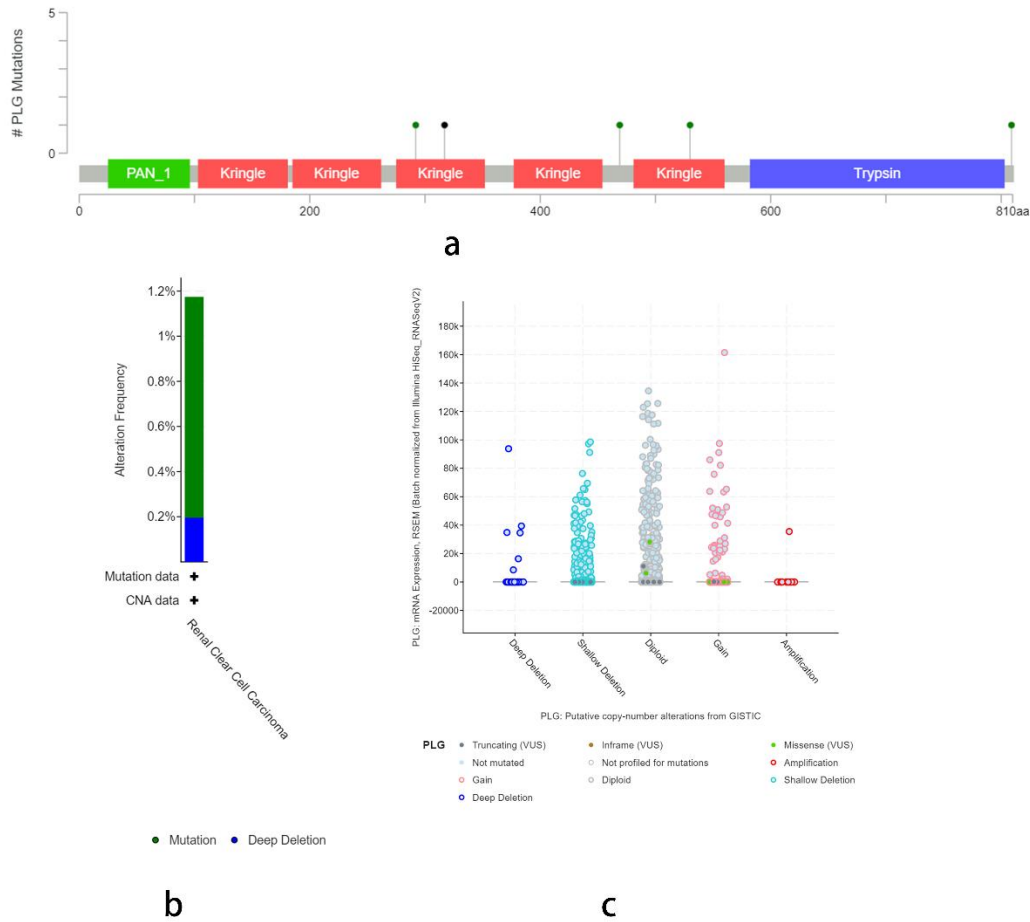 5
0
# PLG Mutations
PAN_1
Kringle
Kringle
Kringle
Kringle
Kringle
Trypsin
0
200
400
600
810aa
a
1.2%
1%
0.8%
0.6%
0.4%
0.2%
Alteration Frequency
Mutation data
CNA data
Renal Clear Cell Carcinoma
Mutation
Deep Deletion
b
PLG: mRNA Expression, RSEM (Batch normalized from Illumina HiSeq_RNASeqV2)
180k
160k
140k
120k
100k
80k
60k
40k
20k
0
-20000
Deep Deletion
Shallow Deletion
Diploid
Gain
Amplification
PLG: Putative copy-number alterations from GISTIC
PLG
Truncating (VUS)
Inframe (VUS)
Missense (VUS)
Not mutated
Not profiled for mutations
Amplification
Gain
Diploid
Shallow Deletion
Deep Deletion
c